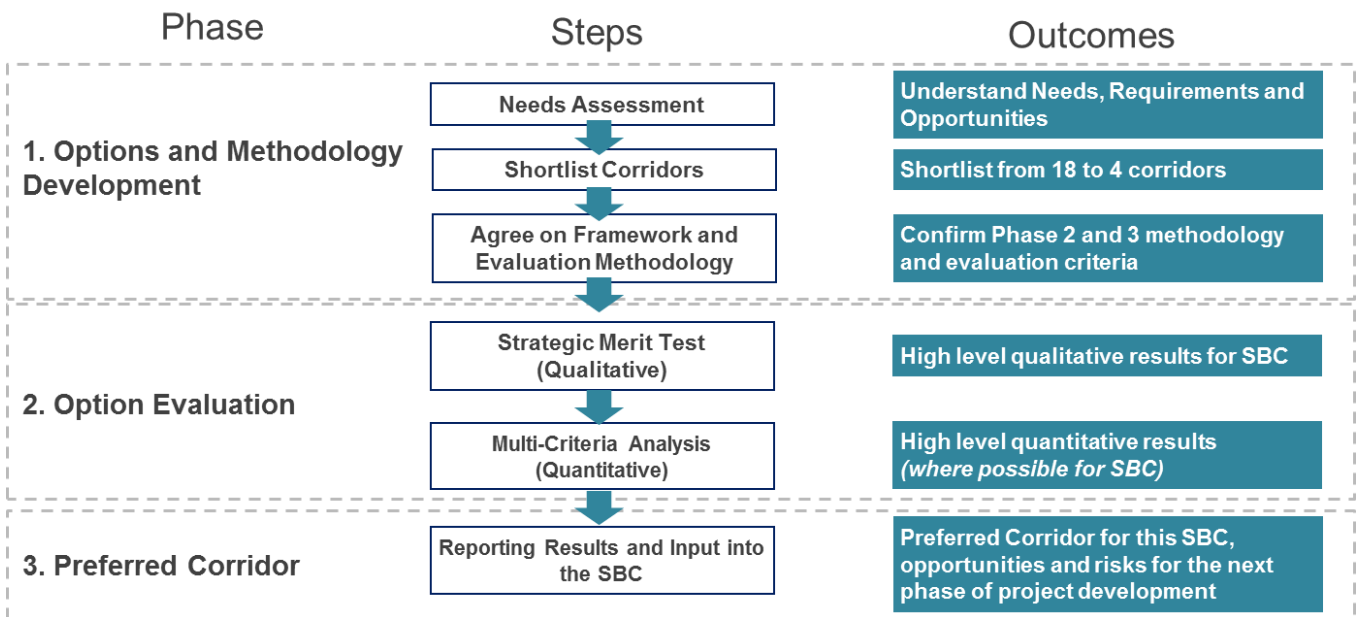 Phase
Steps
Outcomes
1. Options and Methodology
Development
Needs Assessment
Understand Needs, Requirements and
Opportunities
Shortlist Corridors
Shortlist from 18 to 4 corridors
Agree on Framework and
Evaluation Methodology
Confirm Phase 2 and 3 methodology
and evaluation criteria
2. Option Evaluation
Strategic Merit Test
(Qualitative)
High level qualitative results for SBC
Multi-Criteria Analysis
(Quantitative)
High level quantitative results
(where possible for SBC)
3. Preferred Corridor
Reporting Results and Input into
the SBC
Preferred Corridor for this SBC,
opportunities and risks for the next
phase of project development